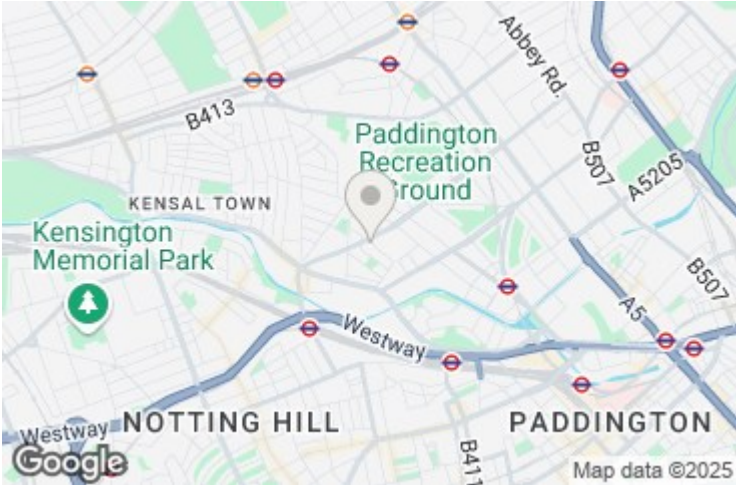 Abbey Rd.
B413
Paddington
Recreation
Ground
B507
A5205
KENSAL TOWN
Kensington
Memorial Park
B507
A5
Westway
NOTTING HILL
PADDINGTON
Westway
B411
Google
Map data ©2025